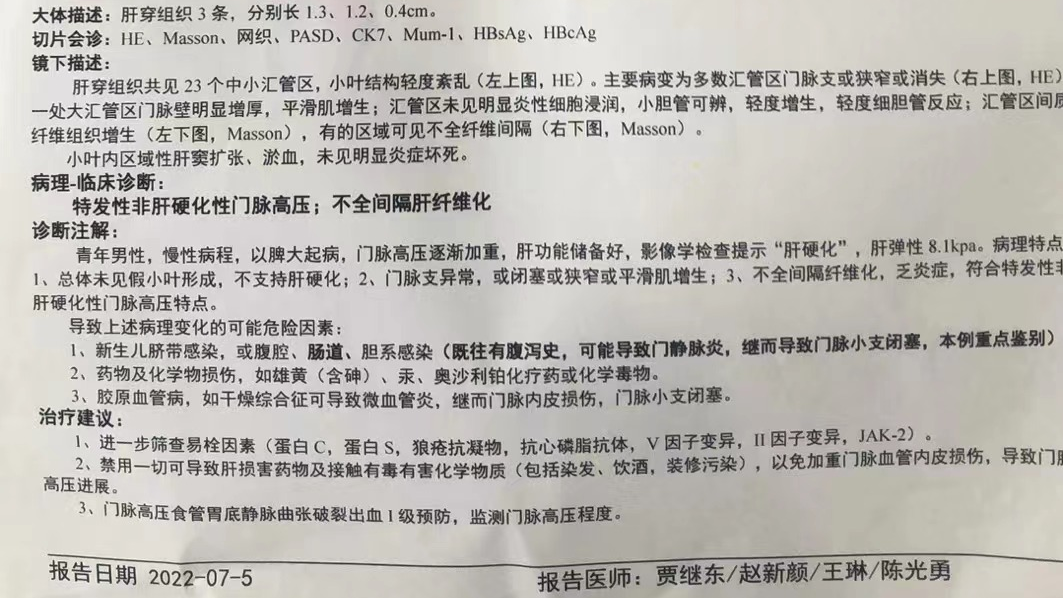 大体描述：肝穿组织 3 条，分别长 1.3、1.2、0.4cm。
切片会诊：HE、Masson、网织、PASD、CK7、Mum-1、HBsAg、HBcAg
镜下描述：
肝穿组织共见 23 个中小汇管区，小叶结构轻度紊乱（左上图，HE）。主要病变为多数汇管区门脉支或狭窄或消失（右上图，HE）
一处大汇管区门脉壁明显增厚，平滑肌增生；汇管区未见明显炎性细胞浸润，小胆管可辨，轻度增生，轻度细胆管反应；汇管区间质
纤维组织增生（左下图，Masson），有的区域可见不全纤维间隔（右下图，Masson）。
小叶内区域性肝窦扩张、淤血，未见明显炎症坏死。
病理-临床诊断：
特发性非肝硬化性门脉高压；不全间隔肝纤维化
诊断注解：
青年男性，慢性病程，以脾大起病，门脉高压逐渐加重，肝功能储备好，影像学检查提示“肝硬化”，肝弹性 8.1kpa。病理特点
1、总体未见假小叶形成，不支持肝硬化；2、门脉支异常，或闭塞或狭窄或平滑肌增生；3、不全间隔纤维化，乏炎症，符合特发性非
肝硬化性门脉高压特点。
导致上述病理变化的可能危险因素：
1、新生儿脐带感染，或腹腔、肠道、胆系感染（既往有腹泻史，可能导致门静脉炎，继而导致门脉小支闭塞，本例重点鉴别）
2、药物及化学物损伤，如雄黄（含砷）、汞、奥沙利铂化疗药或化学毒物。
3、胶原血管病，如干燥综合征可导致微血管炎，继而门脉内皮损伤，门脉小支闭塞。
治疗建议：
1、进一步筛查易栓因素（蛋白 C，蛋白 S，狼疮抗凝物，抗心磷脂抗体，V 因子变异，II 因子变异，JAK-2）。
2、禁用一切可导致肝损害药物及接触有毒有害化学物质（包括染发、饮酒，装修污染），以免加重门脉血管内皮损伤，导致门脉
高压进展。
3、门脉高压食管胃底静脉曲张破裂出血 1 级预防，监测门脉高压程度。
报告日期 2022-07-5
报告医师：贾继东/赵新颜/王琳/陈光勇